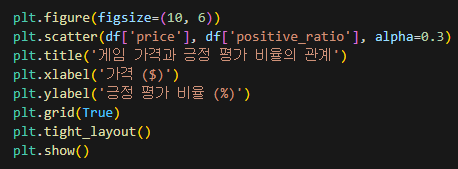 plt.figure(figsize=(10, 6))
plt.scatter(df['price'], df['positive_ratio'], alpha=0.3)
plt.title('게임 가격과 긍정 평가 비율의 관계')
plt.xlabel('가격 ($)')
plt.ylabel('긍정 평가 비율 (%)')
plt.grid(True)
plt.tight_layout()
plt.show()